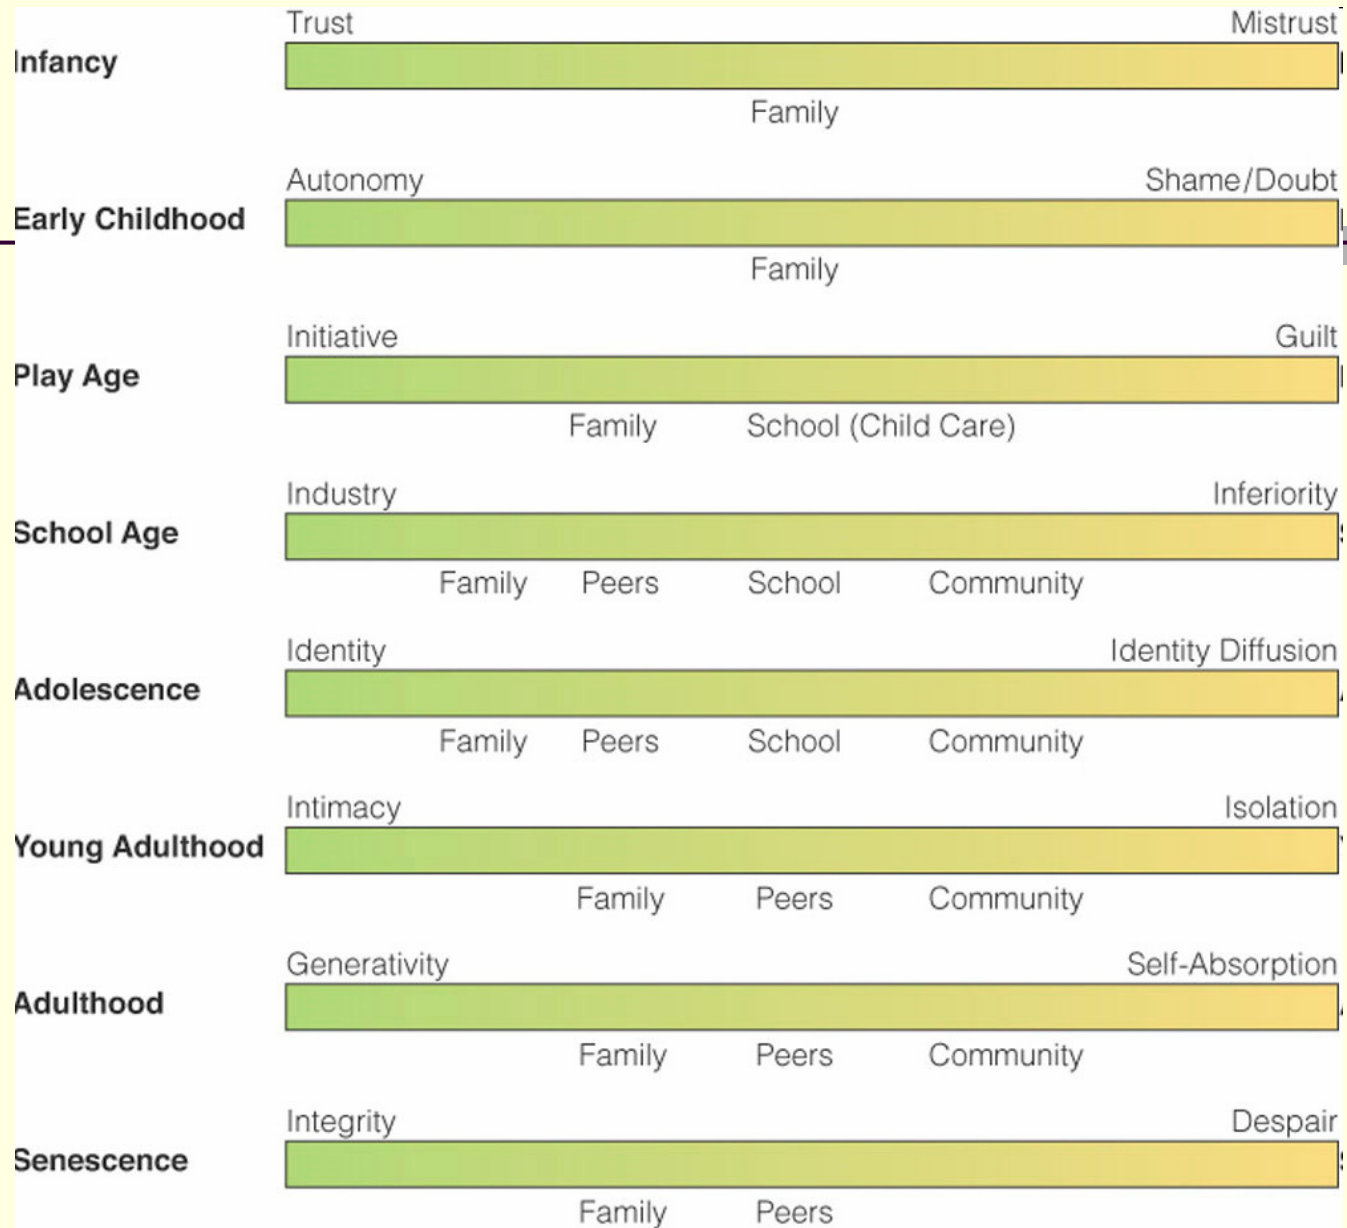 Trust Mistrust
Infancy
Family
Autonomy Shame/Doubt
Early Childhood
Family
Initiative Guilt
Play Age
Family School (Child Care)
Industry Inferiority
School Age
Family Peers School Community
Identity Identity Diffusion
Adolescence
Family Peers School Community
Intimacy Isolation
Young Adulthood
Family Peers Community
Generativity Self-Absorption
Adulthood
Family Peers Community
Integrity Despair
Senescence
Family Peers